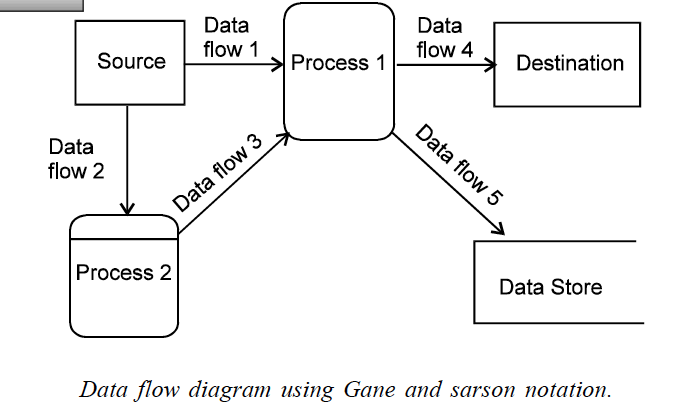 Data
flow 1
Data
flow 4
Source
Process 1
Destination
Data
flow 2
Data flow 3
Data flow 5
Process 2
Data Store
Data flow diagram using Gane and sarson notation.